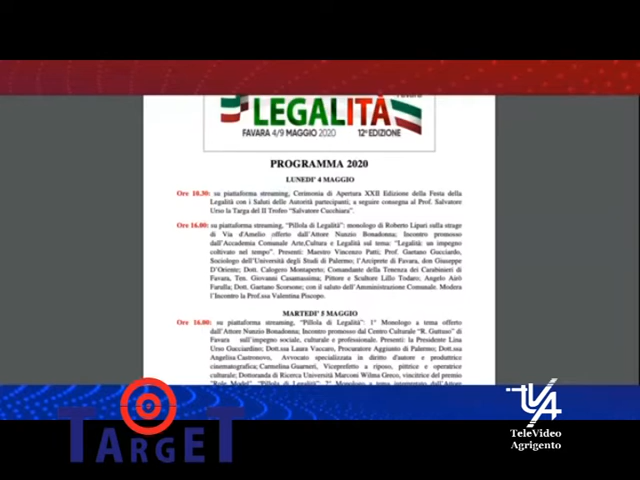 LEGALITÀ
FAVARA 4/9 MAGGIO 2020 12ª EDIZIONE
PROGRAMMA 2020
LUNEDI' 4 MAGGIO
Ore 10.30: su piattaforma streaming, Cerimonia di Apertura XXII Edizione della Festa della
Legalità con i Saluti delle Autorità partecipanti; a seguire consegna al Prof. Salvatore
Urso la Targa del II Trofeo "Salvatore Cucchiara".
Ore 16.00: su piattaforma streaming, "Pillola di Legalità": monologo di Roberto Lipari sulla strage
di Via d'Amelio offerto dall'Attore Nunzio Bonadonna; Incontro promosso
dall'Accademia Comunale Arte,Cultura e Legalità sul tema: "Legalità: un impegno
coltivato nel tempo". Presenti: Maestro Vincenzo Patti; Prof. Gaetano Gucciardo,
Sociologo dell'Università degli Studi di Palermo; l'Arciprete di Favara, don Giuseppe
D'Oriente; Dott. Calogero Montaperto; Comandante della Tenenza dei Carabinieri di
Favara, Ten. Giovanni Casamassima; Pittore e Scultore Lillo Todaro; Angelo Airò
Farulla; Dott. Gaetano Scorsone; con il saluto dell'Amministrazione Comunale. Modera
l'Incontro la Prof.ssa Valentina Piscopo.
MARTEDI' 5 MAGGIO
Ore 16.00: su piattaforma streaming, "Pillola di Legalità": 1° Monologo a tema offerto
dall'Attore Nunzio Bonadonna; Incontro promosso dal Centro Culturale "R. Guttuso" di
Favara sull'impegno sociale, culturale e professionale. Presenti: la Presidente Lina
Urso Gucciardino; Dott.ssa Laura Vaccaro, Procuratore Aggiunto di Palermo; Dott.ssa
Angelisa Castronovo, Avvocato specializzata in diritto d'autore e produttrice
cinematografica; Carmelina Guarneri, Viceprefetto a riposo, pittrice e operatrice
culturale; Dottoranda di Ricerca Università Marconi Wilma Greco, vincitrice del premio
"Role Model". "Pillola di Legalità": 2° Monologo a tema interpretato dall'Attore
TARGET
TVA
TeleVideo
Agrigento